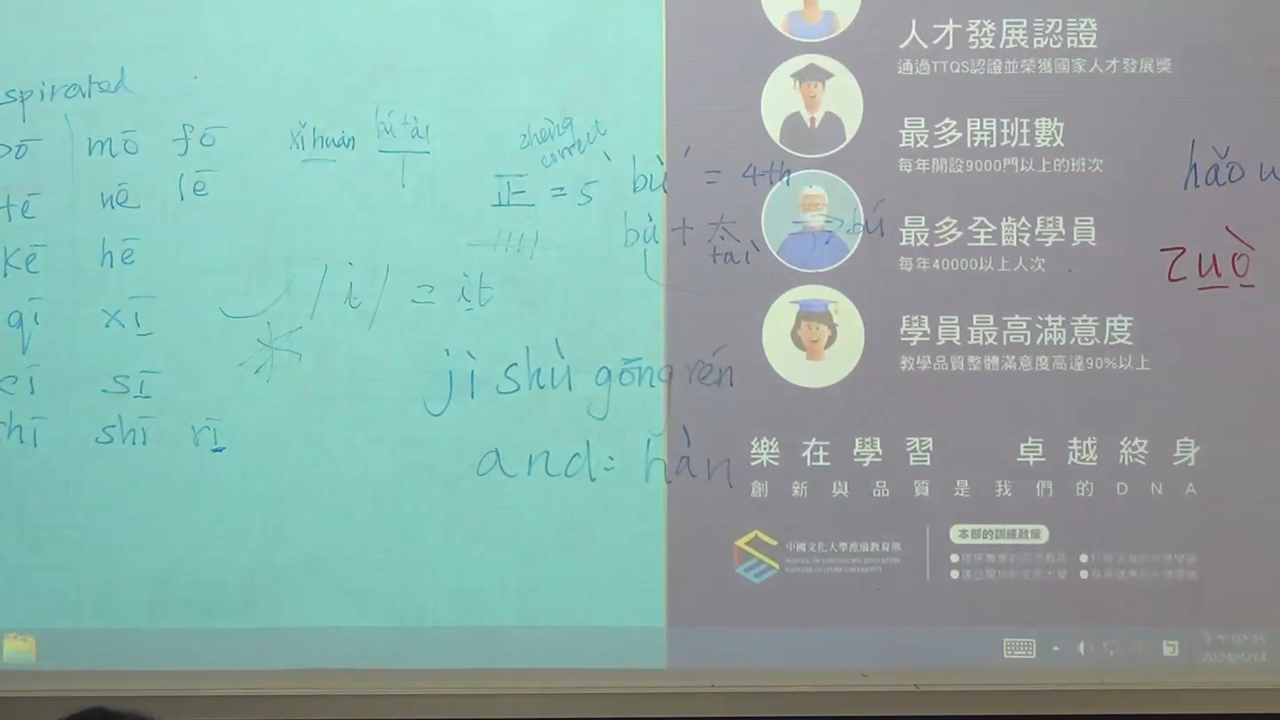 spirated
mō fō
tē nē lē
kē hē
qī xī
sī
shī rī
xǐhuān
bú tài
zhèng
correct
正 = 5
bù = 4th
bù + 太 → bú
tài
/i/ = it
jì shù gōng rén
and: hàn
人才發展認證
通過TTQS認證並榮獲國家人才發展獎
最多開班數
每年開設9000門以上的班次
最多全齡學員
每年40000以上人次
學員最高滿意度
教學品質整體滿意度高達90%以上
樂在學習 卓越終身
創新與品質是我們的DNA
中國文化大學推廣教育部
本部的訓練政策
hǎo
zuò